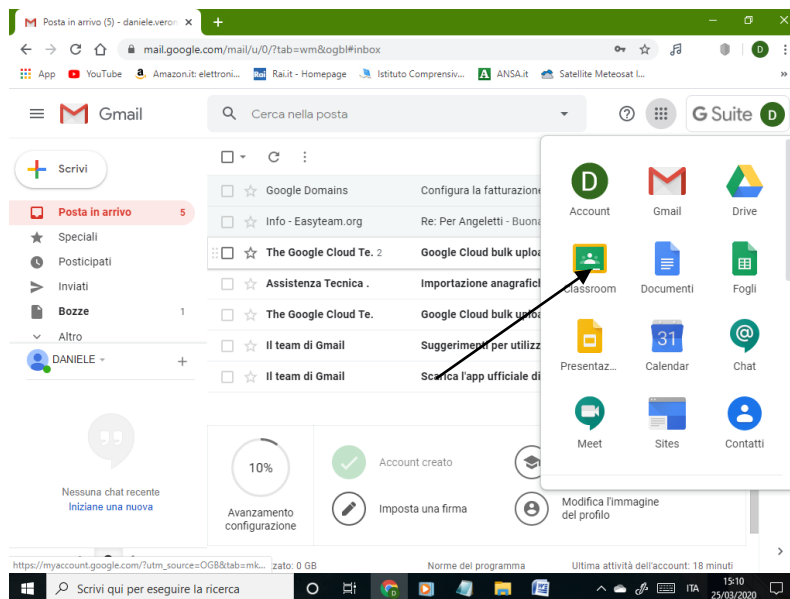 Posta in arrivo (5) - daniele.veron
mail.google.com/mail/u/0/?tab=wm&ogbl#inbox
App YouTube Amazon.it: elettroni... Rai.it - Homepage Istituto Comprensiv... ANSA.it Satellite Meteosat I... »
Gmail
Cerca nella posta
G Suite D
Scrivi
Posta in arrivo 5
Speciali
Posticipati
Inviati
Bozze 1
Altro
DANIELE
Nessuna chat recente
Iniziane una nuova
Google Domains Configura la fatturazione
Info - Easyteam.org Re: Per Angeletti - Buona
The Google Cloud Te. 2 Google Cloud bulk uploa
Assistenza Tecnica . Importazione anagrafic
The Google Cloud Te. Google Cloud bulk uploa
Il team di Gmail Suggerimenti per utilizz
Il team di Gmail Scarica l'app ufficiale di
D
Account Gmail Drive
Classroom Documenti Fogli
31
Presentaz... Calendar Chat
Meet Sites Contatti
10%
Avanzamento
configurazione
Account creato
Imposta una firma
Modifica l'immagine
del profilo
https://myaccount.google.com/?utm_source=OGB&tab=mk... zato: 0 GB Norme del programma Ultima attività dell'account: 18 minuti
Scrivi qui per eseguire la ricerca
ITA
15:10
25/03/2020